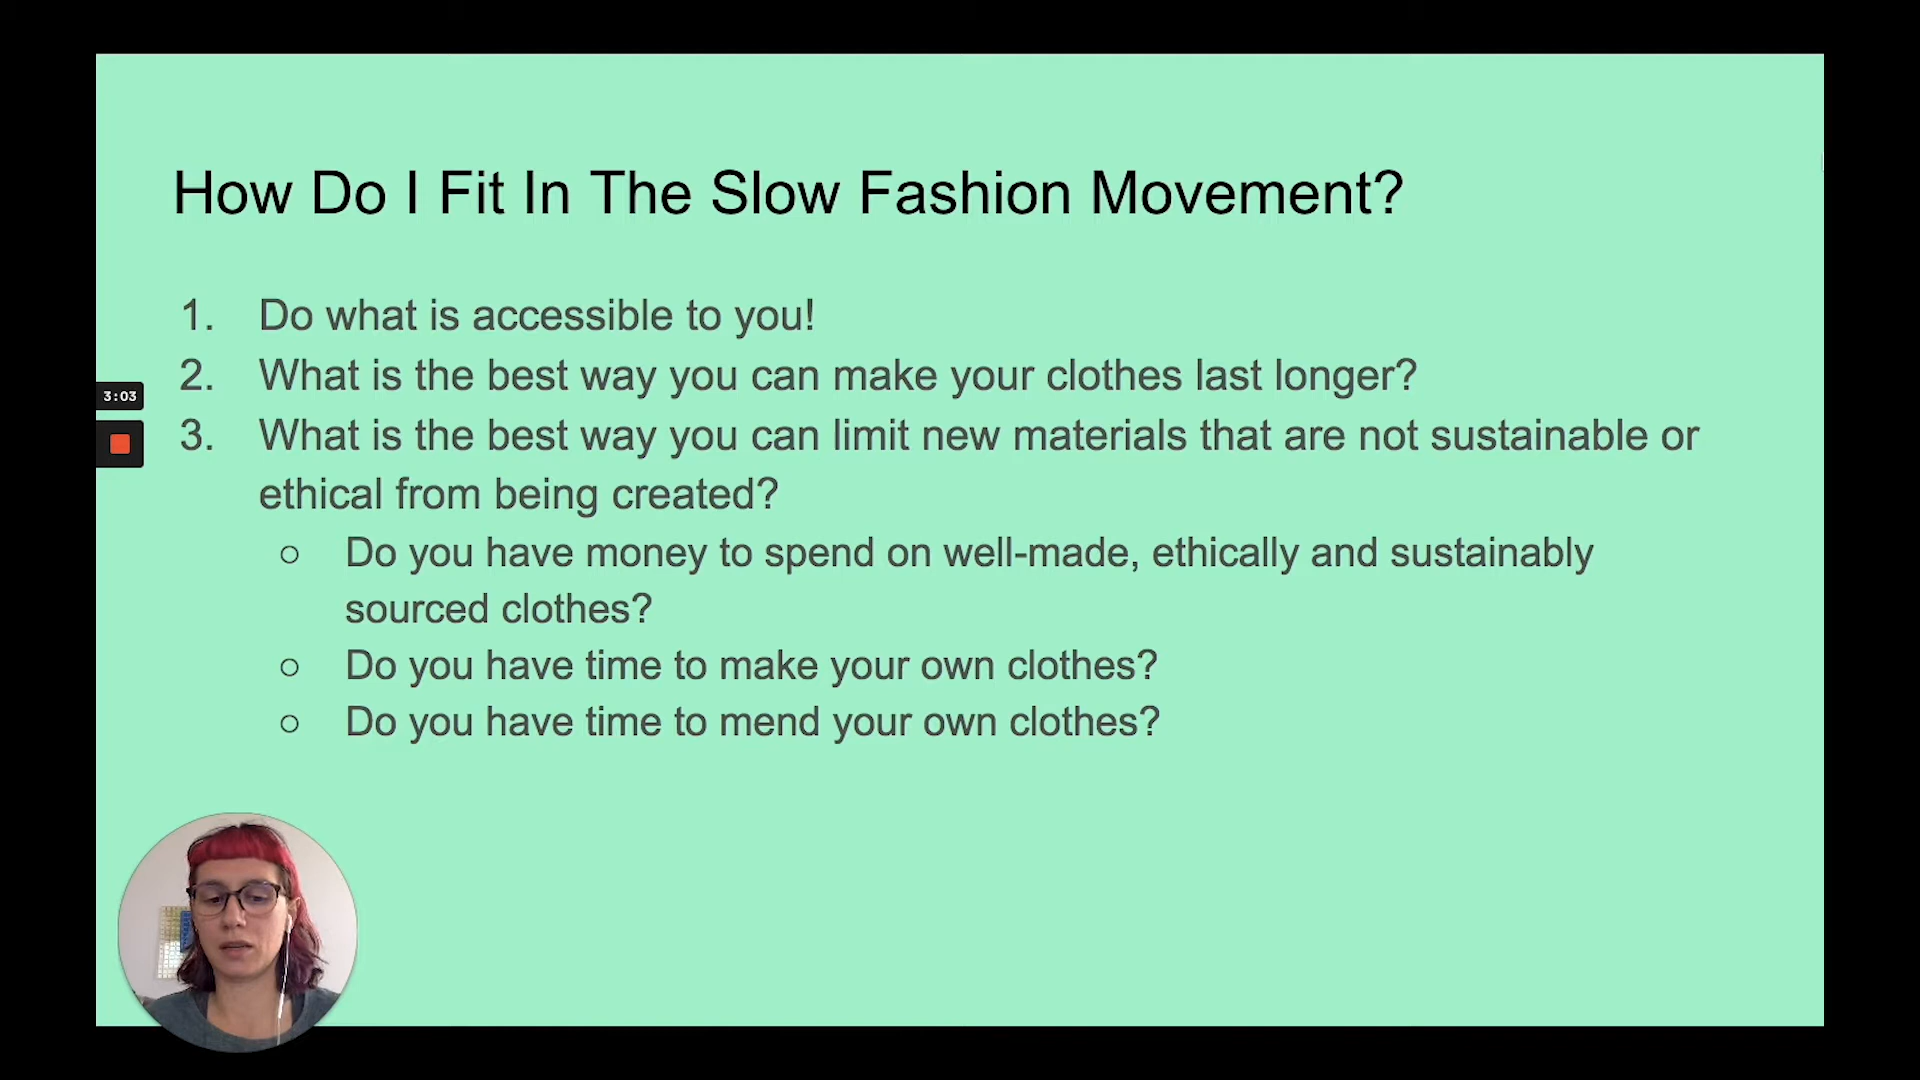 How Do I Fit In The Slow Fashion Movement?
1. Do what is accessible to you!
2. What is the best way you can make your clothes last longer?
3. What is the best way you can limit new materials that are not sustainable or
ethical from being created?
○ Do you have money to spend on well-made, ethically and sustainably
sourced clothes?
○ Do you have time to make your own clothes?
○ Do you have time to mend your own clothes?
3:03